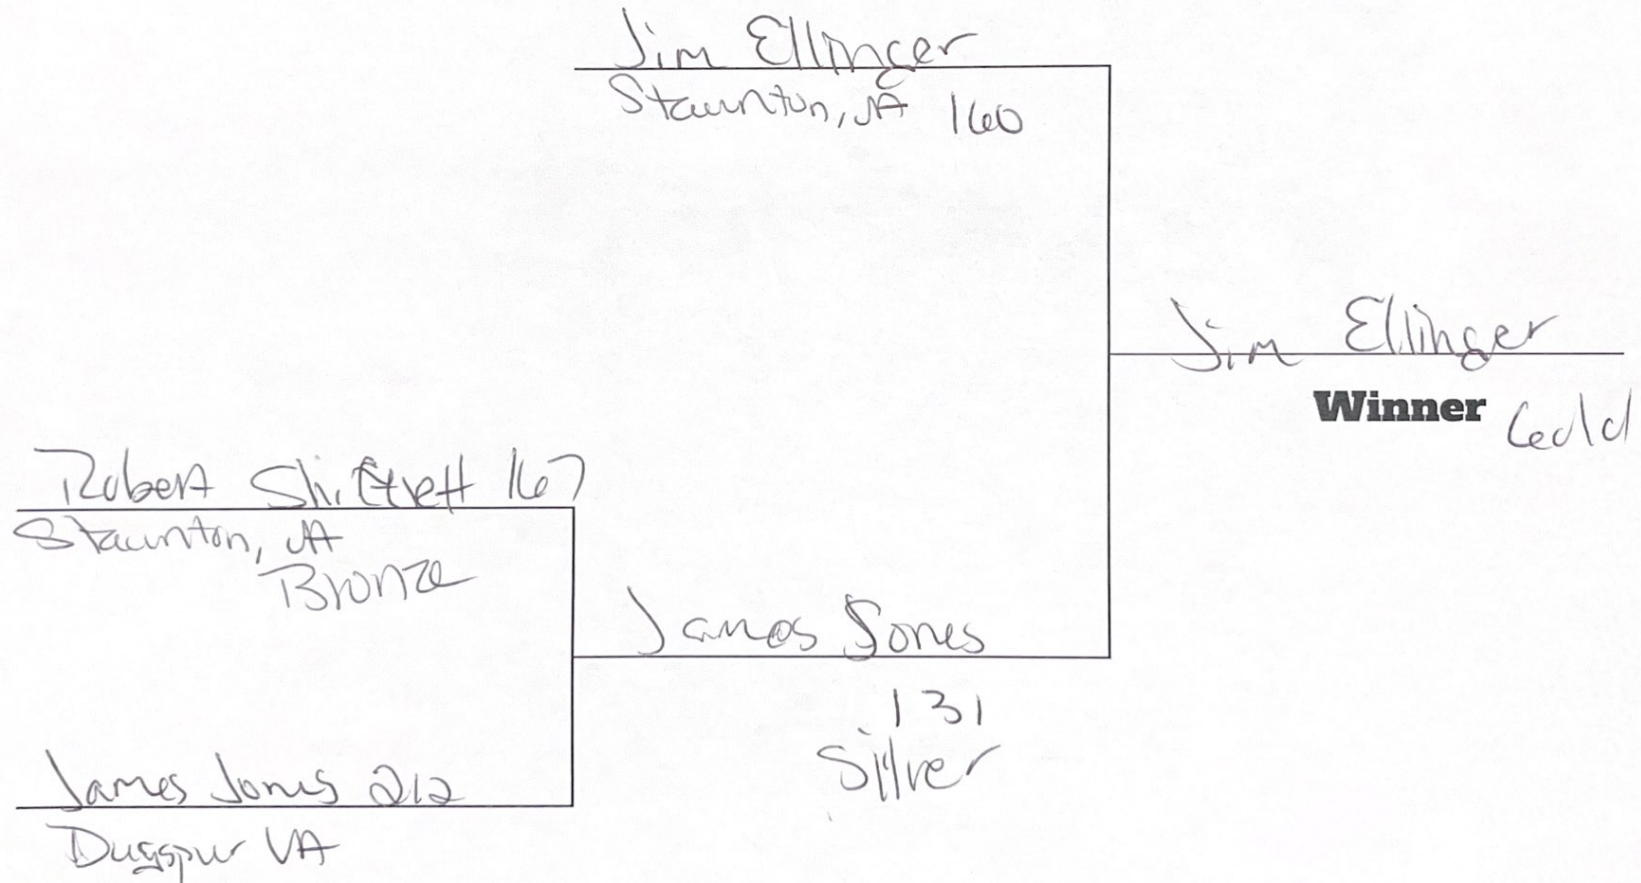 Jim Ellinger
Staunton, VA 160
Jim Ellinger
Winner Gold
Robert Shifflett 167
Staunton, VA
Bronze
James Jones
131
Silver
James Jones 212
Dugspur VA